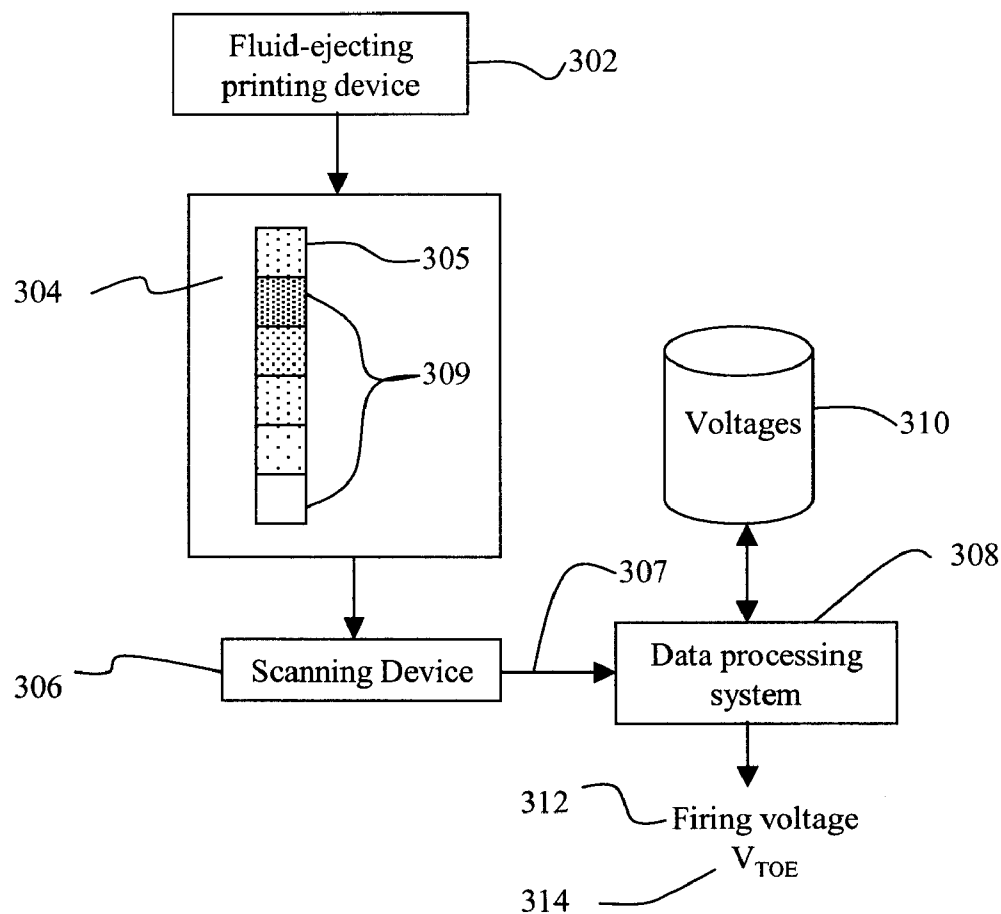 Fluid-ejecting
printing device
302
305
304
309
Voltages
310
307
308
306
Scanning Device
Data processing
system
312
Firing voltage
V_TOE
314